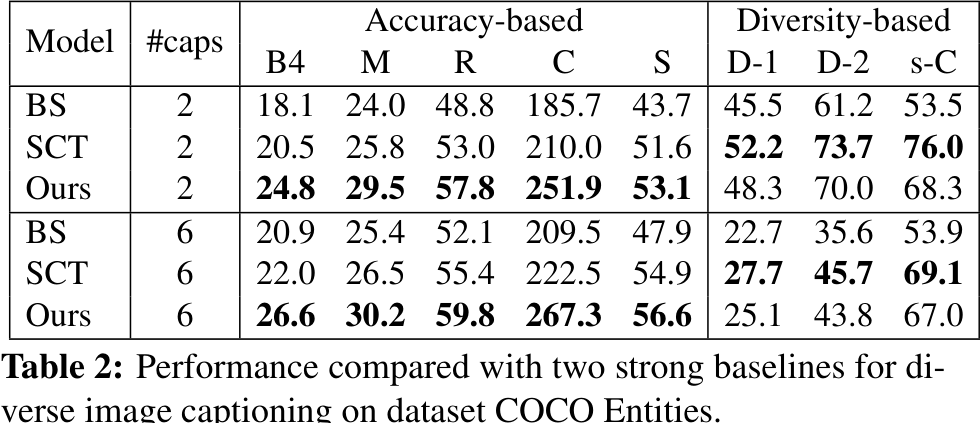 Model #caps Accuracy-based Diversity-based
B4 M R C S D-1 D-2 s-C
BS 2 18.1 24.0 48.8 185.7 43.7 45.5 61.2 53.5
SCT 2 20.5 25.8 53.0 210.0 51.6 52.2 73.7 76.0
Ours 2 24.8 29.5 57.8 251.9 53.1 48.3 70.0 68.3
BS 6 20.9 25.4 52.1 209.5 47.9 22.7 35.6 53.9
SCT 6 22.0 26.5 55.4 222.5 54.9 27.7 45.7 69.1
Ours 6 26.6 30.2 59.8 267.3 56.6 25.1 43.8 67.0
Table 2: Performance compared with two strong baselines for di-
verse image captioning on dataset COCO Entities.